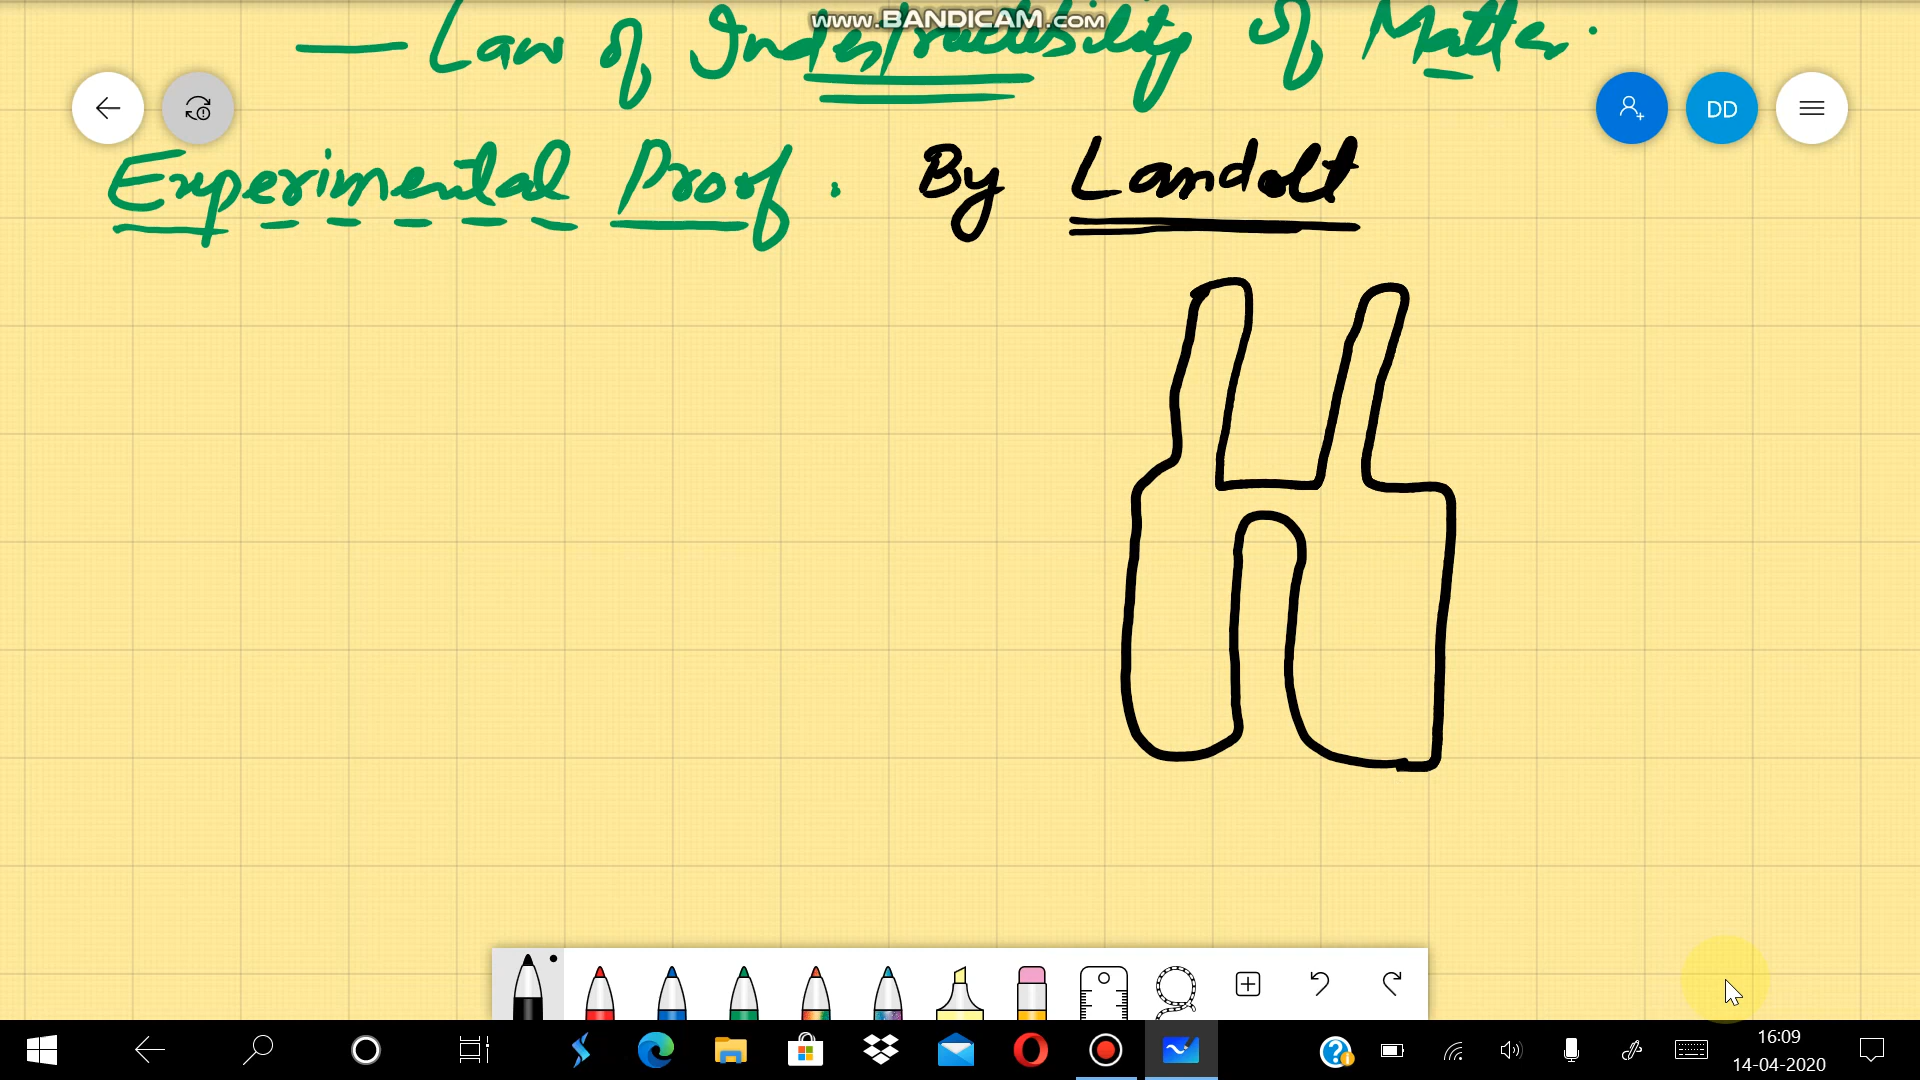 www.BANDICAM.com
— Law of Indestructibility of Matter.
DD
Experimental Proof. By Landolt
16:09
14-04-2020